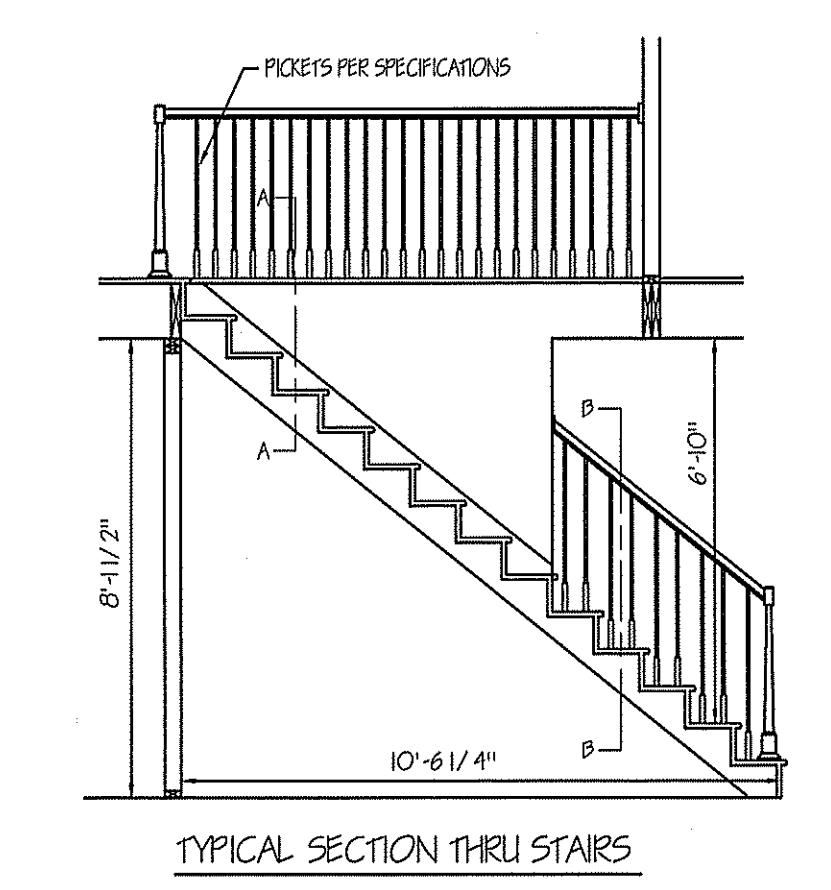 PICKETS PER SPECIFICATIONS
A
A
B
6'-10"
8'-1 1/2"
B
10'-6 1/4"
TYPICAL SECTION THRU STAIRS